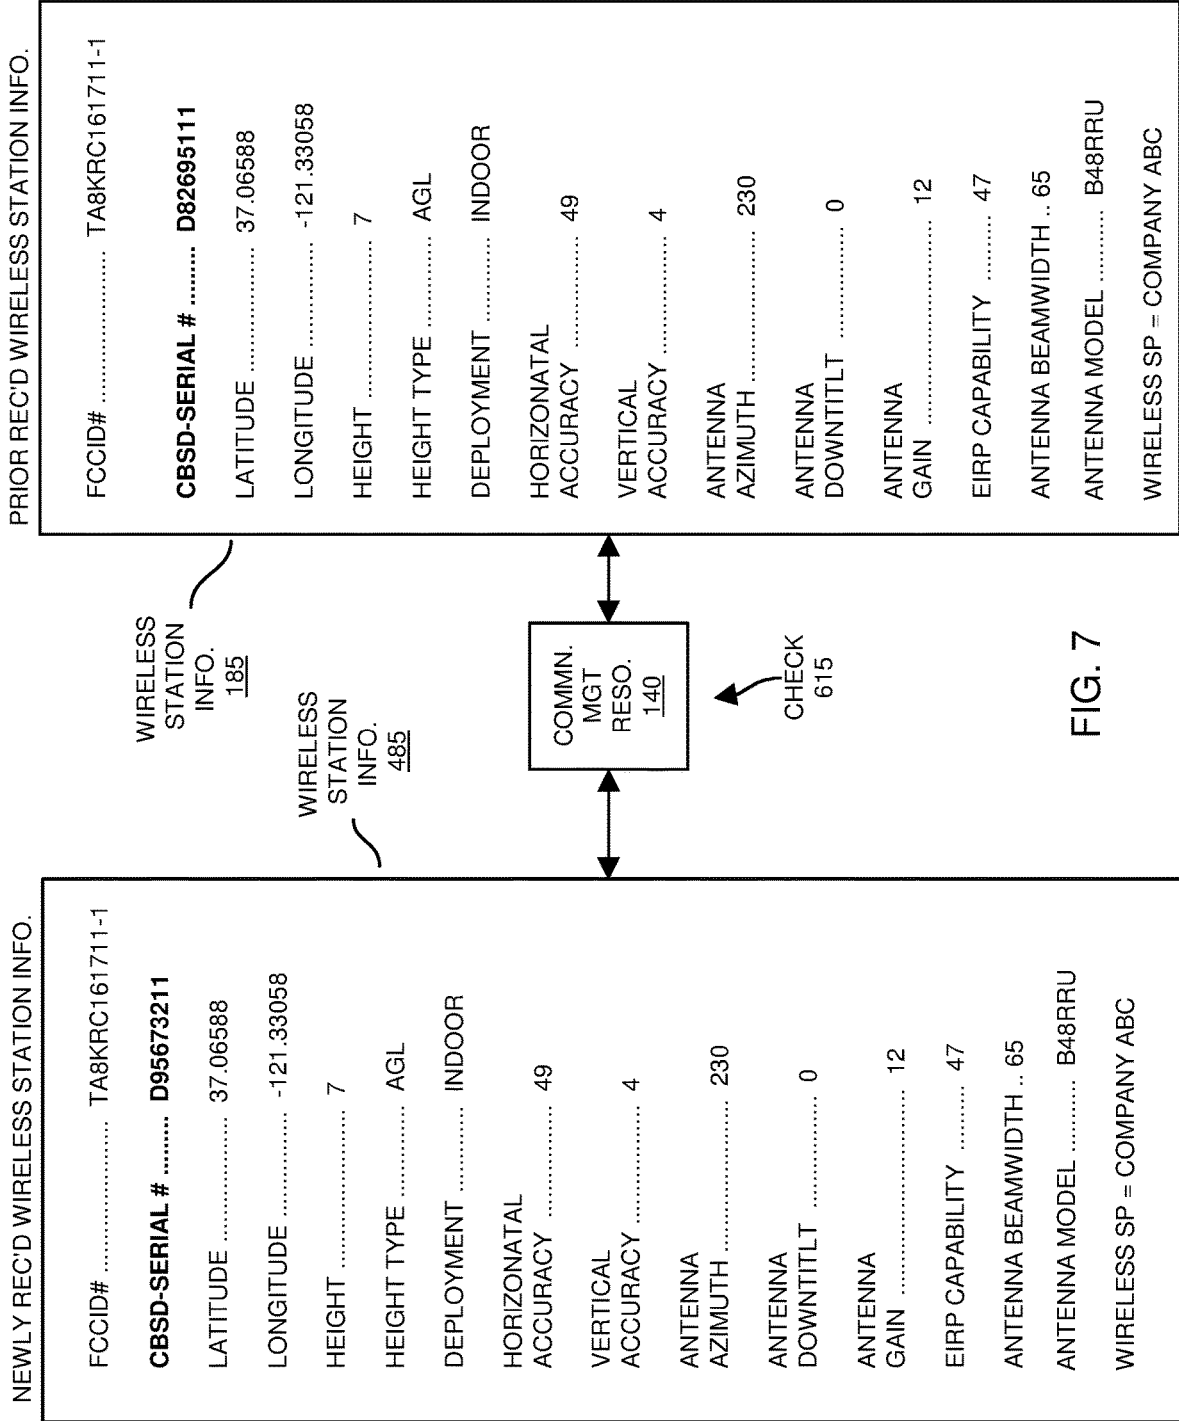 NEWLY REC'D WIRELESS STATION INFO.
FCCID# ..................... TA8KRC161711-1
CBSD-SERIAL # ......... D95673211
LATITUDE ..................... 37.06588
LONGITUDE ................ -121.33058
HEIGHT ....................... 7
HEIGHT TYPE ............ AGL
DEPLOYMENT ............ INDOOR
HORIZONATAL
ACCURACY ............ 49
VERTICAL
ACCURACY ............ 4
ANTENNA
AZIMUTH .................. 230
ANTENNA
DOWNTITLT ............ 0
ANTENNA
GAIN ........................ 12
EIRP CAPABILITY .......... 47
ANTENNA BEAMWIDTH .. 65
ANTENNA MODEL ............ B48RRU
WIRELESS SP = COMPANY ABC
WIRELESS
STATION
INFO.
485
COMMN.
MGT
RESO.
140
CHECK
615
WIRELESS
STATION
INFO.
185
PRIOR REC'D WIRELESS STATION INFO.
FCCID# ..................... TA8KRC161711-1
CBSD-SERIAL # ......... D82695111
LATITUDE ..................... 37.06588
LONGITUDE ................ -121.33058
HEIGHT ....................... 7
HEIGHT TYPE ............ AGL
DEPLOYMENT ............ INDOOR
HORIZONATAL
ACCURACY ............ 49
VERTICAL
ACCURACY ............ 4
ANTENNA
AZIMUTH .................. 230
ANTENNA
DOWNTITLT ............ 0
ANTENNA
GAIN ........................ 12
EIRP CAPABILITY .......... 47
ANTENNA BEAMWIDTH .. 65
ANTENNA MODEL ............ B48RRU
WIRELESS SP = COMPANY ABC
FIG. 7